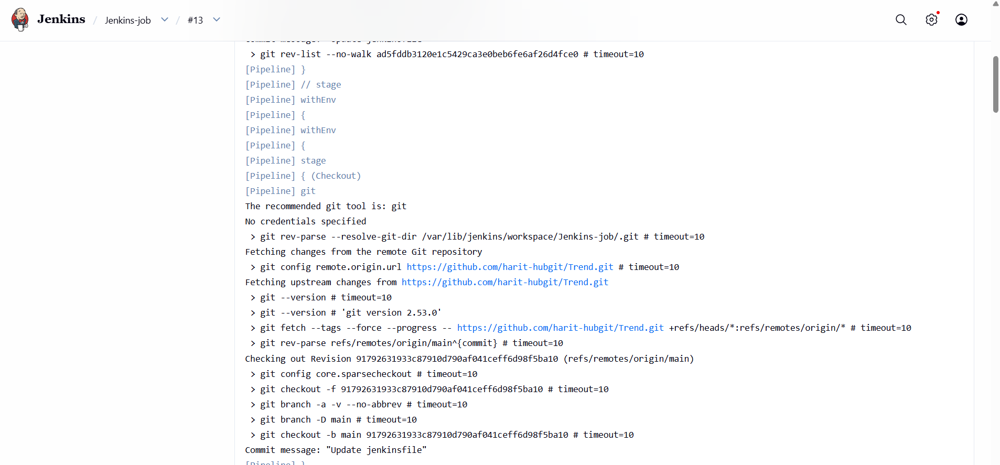 Jenkins / Jenkins-job / #13
> git rev-list --no-walk ad5fddb3120e1c5429ca3e0beb6fe6af26d4fce0 # timeout=10
[Pipeline] }
[Pipeline] // stage
[Pipeline] withEnv
[Pipeline] {
[Pipeline] withEnv
[Pipeline] {
[Pipeline] stage
[Pipeline] { (Checkout)
[Pipeline] git
The recommended git tool is: git
No credentials specified
> git rev-parse --resolve-git-dir /var/lib/jenkins/workspace/Jenkins-job/.git # timeout=10
Fetching changes from the remote Git repository
> git config remote.origin.url https://github.com/harit-hubgit/Trend.git # timeout=10
Fetching upstream changes from https://github.com/harit-hubgit/Trend.git
> git --version # timeout=10
> git --version # 'git version 2.53.0'
> git fetch --tags --force --progress -- https://github.com/harit-hubgit/Trend.git +refs/heads/*:refs/remotes/origin/* # timeout=10
> git rev-parse refs/remotes/origin/main^{commit} # timeout=10
Checking out Revision 91792631933c87910d790af041ceff6d98f5ba10 (refs/remotes/origin/main)
> git config core.sparsecheckout # timeout=10
> git checkout -f 91792631933c87910d790af041ceff6d98f5ba10 # timeout=10
> git branch -a -v --no-abbrev # timeout=10
> git branch -D main # timeout=10
> git checkout -b main 91792631933c87910d790af041ceff6d98f5ba10 # timeout=10
Commit message: "Update jenkinsfile"
[Pipeline] }